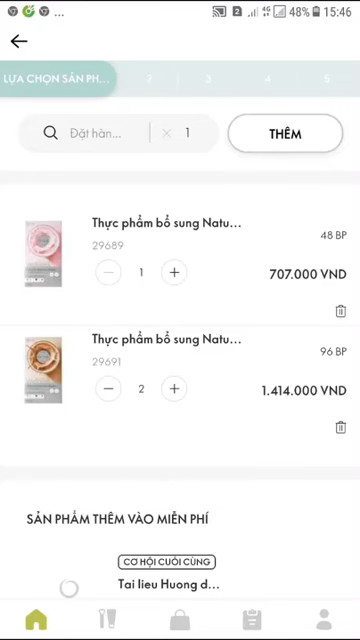 ... 2 48% 15:46
LỰA CHỌN SẢN PH... 2 3 4 5
Đặt hàn... × 1 THÊM
Thực phẩm bổ sung Natu...
29689
48 BP
1
707.000 VND
Thực phẩm bổ sung Natu...
29691
96 BP
2
1.414.000 VND
SẢN PHẨM THÊM VÀO MIỄN PHÍ
CƠ HỘI CUỐI CÙNG
Tai lieu Huong d...